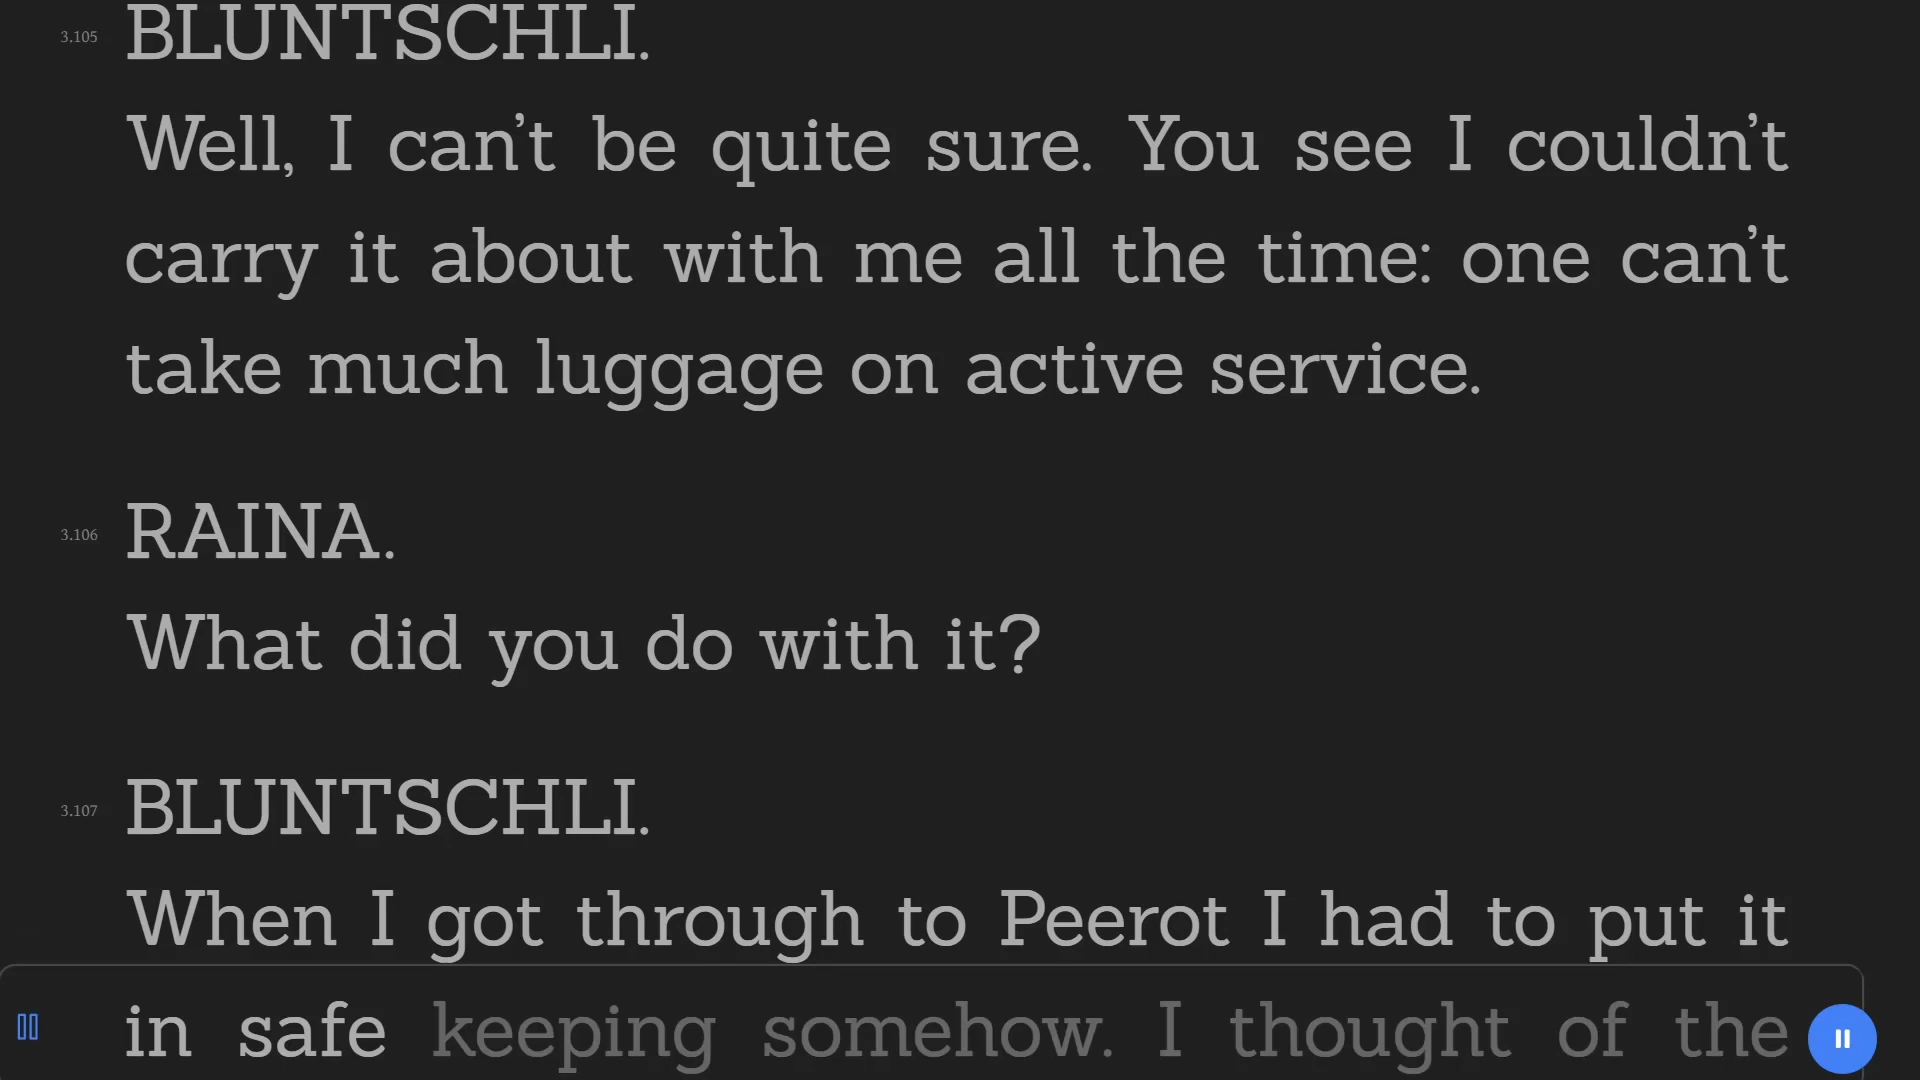 3.105 BLUNTSCHLI.
Well, I can’t be quite sure. You see I couldn’t
carry it about with me all the time: one can’t
take much luggage on active service.
3.106 RAINA.
What did you do with it?
3.107 BLUNTSCHLI.
When I got through to Peerot I had to put it
in safe keeping somehow. I thought of the